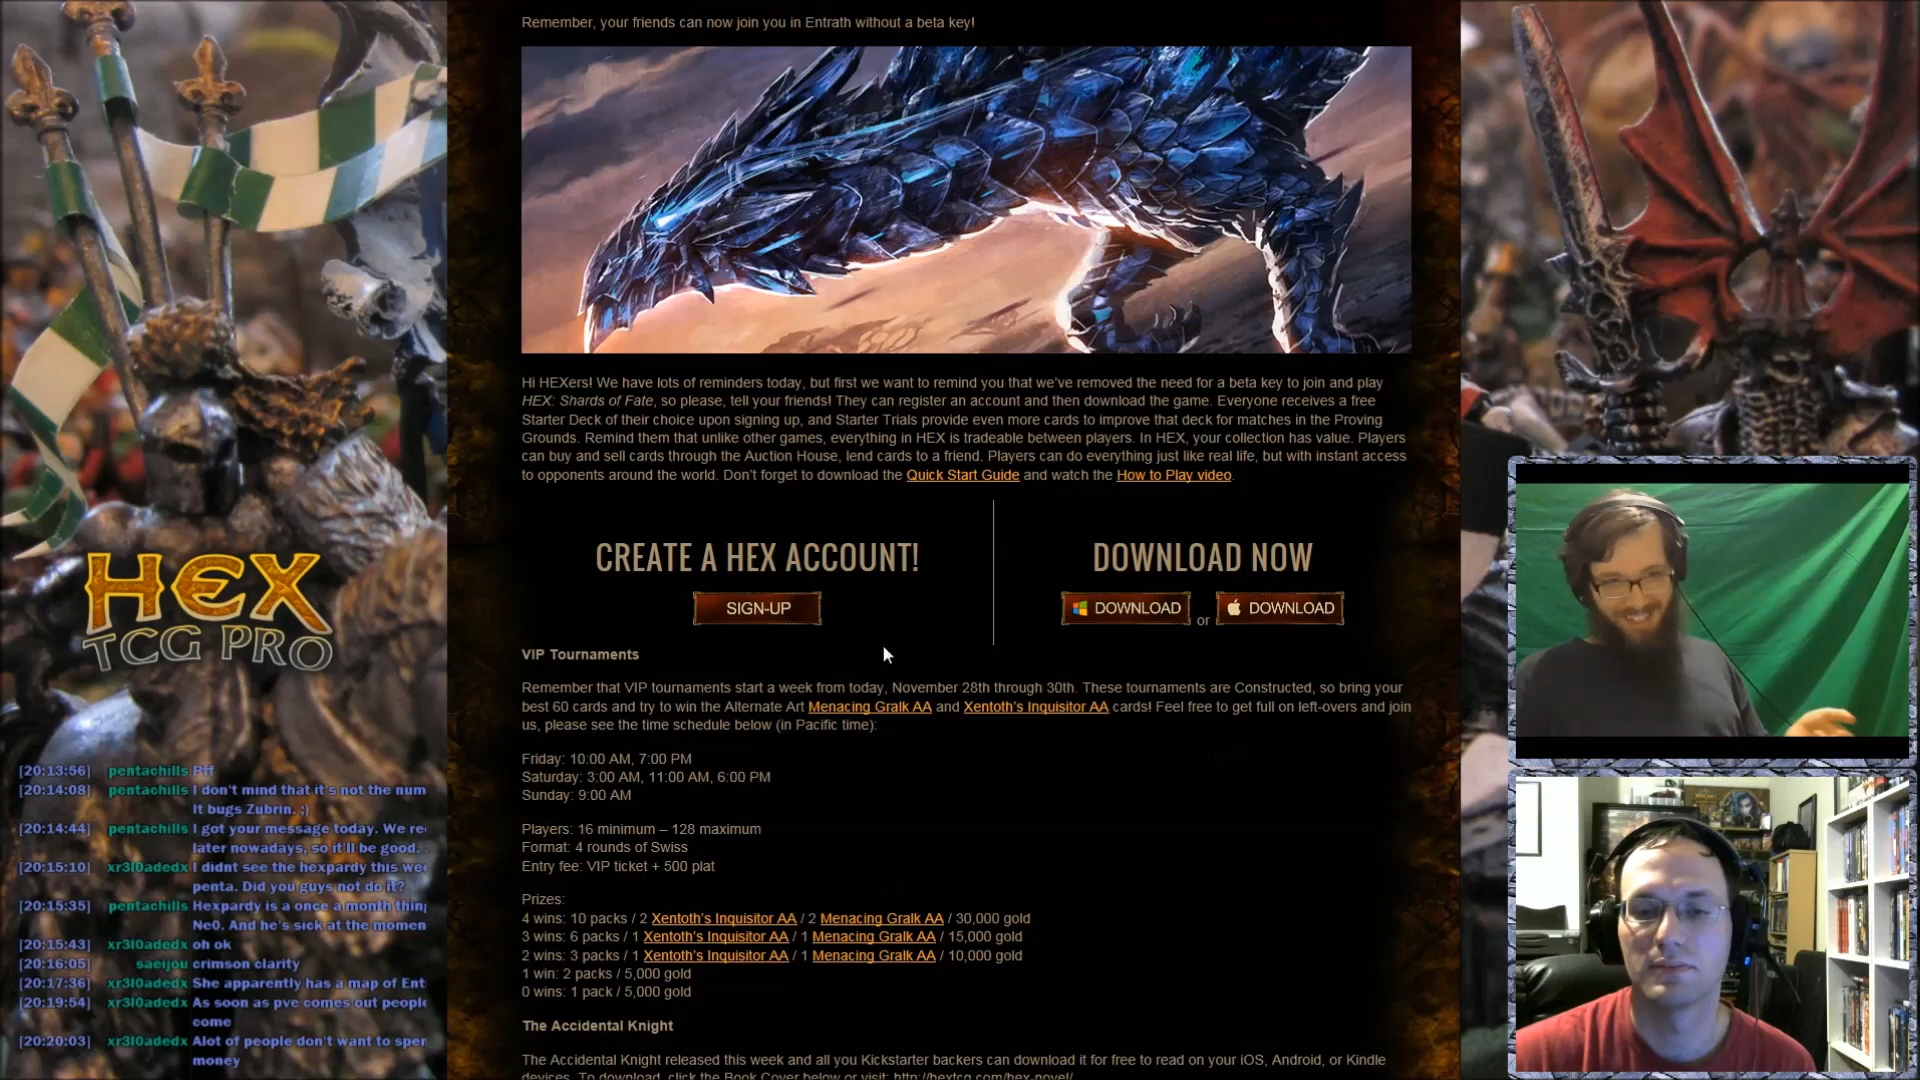 Remember, your friends can now join you in Entrath without a beta key!
Hi HEXers! We have lots of reminders today, but first we want to remind you that we've removed the need for a beta key to join and play
HEX: Shards of Fate, so please, tell your friends! They can register an account and then download the game. Everyone receives a free
Starter Deck of their choice upon signing up, and Starter Trials provide even more cards to improve that deck for matches in the Proving
Grounds. Remind them that unlike other games, everything in HEX is tradeable between players. In HEX, your collection has value. Players
can buy and sell cards through the Auction House, lend cards to a friend. Players can do everything just like real life, but with instant access
to opponents around the world. Don't forget to download the Quick Start Guide and watch the How to Play video.
CREATE A HEX ACCOUNT!
SIGN-UP
DOWNLOAD NOW
DOWNLOAD or DOWNLOAD
VIP Tournaments
Remember that VIP tournaments start a week from today, November 28th through 30th. These tournaments are Constructed, so bring your
best 60 cards and try to win the Alternate Art Menacing Gralk AA and Xentoth's Inquisitor AA cards! Feel free to get full on left-overs and join
us, please see the time schedule below (in Pacific time):
Friday: 10:00 AM, 7:00 PM
Saturday: 3:00 AM, 11:00 AM, 6:00 PM
Sunday: 9:00 AM
Players: 16 minimum – 128 maximum
Format: 4 rounds of Swiss
Entry fee: VIP ticket + 500 plat
Prizes:
4 wins: 10 packs / 2 Xentoth's Inquisitor AA / 2 Menacing Gralk AA / 30,000 gold
3 wins: 6 packs / 1 Xentoth's Inquisitor AA / 1 Menacing Gralk AA / 15,000 gold
2 wins: 3 packs / 1 Xentoth's Inquisitor AA / 1 Menacing Gralk AA / 10,000 gold
1 win: 2 packs / 5,000 gold
0 wins: 1 pack / 5,000 gold
The Accidental Knight
The Accidental Knight released this week and all you Kickstarter backers can download it for free to read on your iOS, Android, or Kindle
devices. To download, click the Book Cover below or visit: http://hextcg.com/hex-novel/
HEX
TCG PRO
[20:13:56] pentachills Pff
[20:14:08] pentachills I don't mind that it's not the num
It bugs Zubrin. ;)
[20:14:44] pentachills I got your message today. We re
later nowadays, so it'll be good.
[20:15:10] xr3l0adedx I didnt see the hexpardy this we
penta. Did you guys not do it?
[20:15:35] pentachills Hexpardy is a once a month thin
Ne0. And he's sick at the momen
[20:15:43] xr3l0adedx oh ok
[20:16:05] saeijou crimson clarity
[20:17:36] xr3l0adedx She apparently has a map of Ent
[20:19:54] xr3l0adedx As soon as pve comes out people
come
[20:20:03] xr3l0adedx Alot of people don't want to spen
money